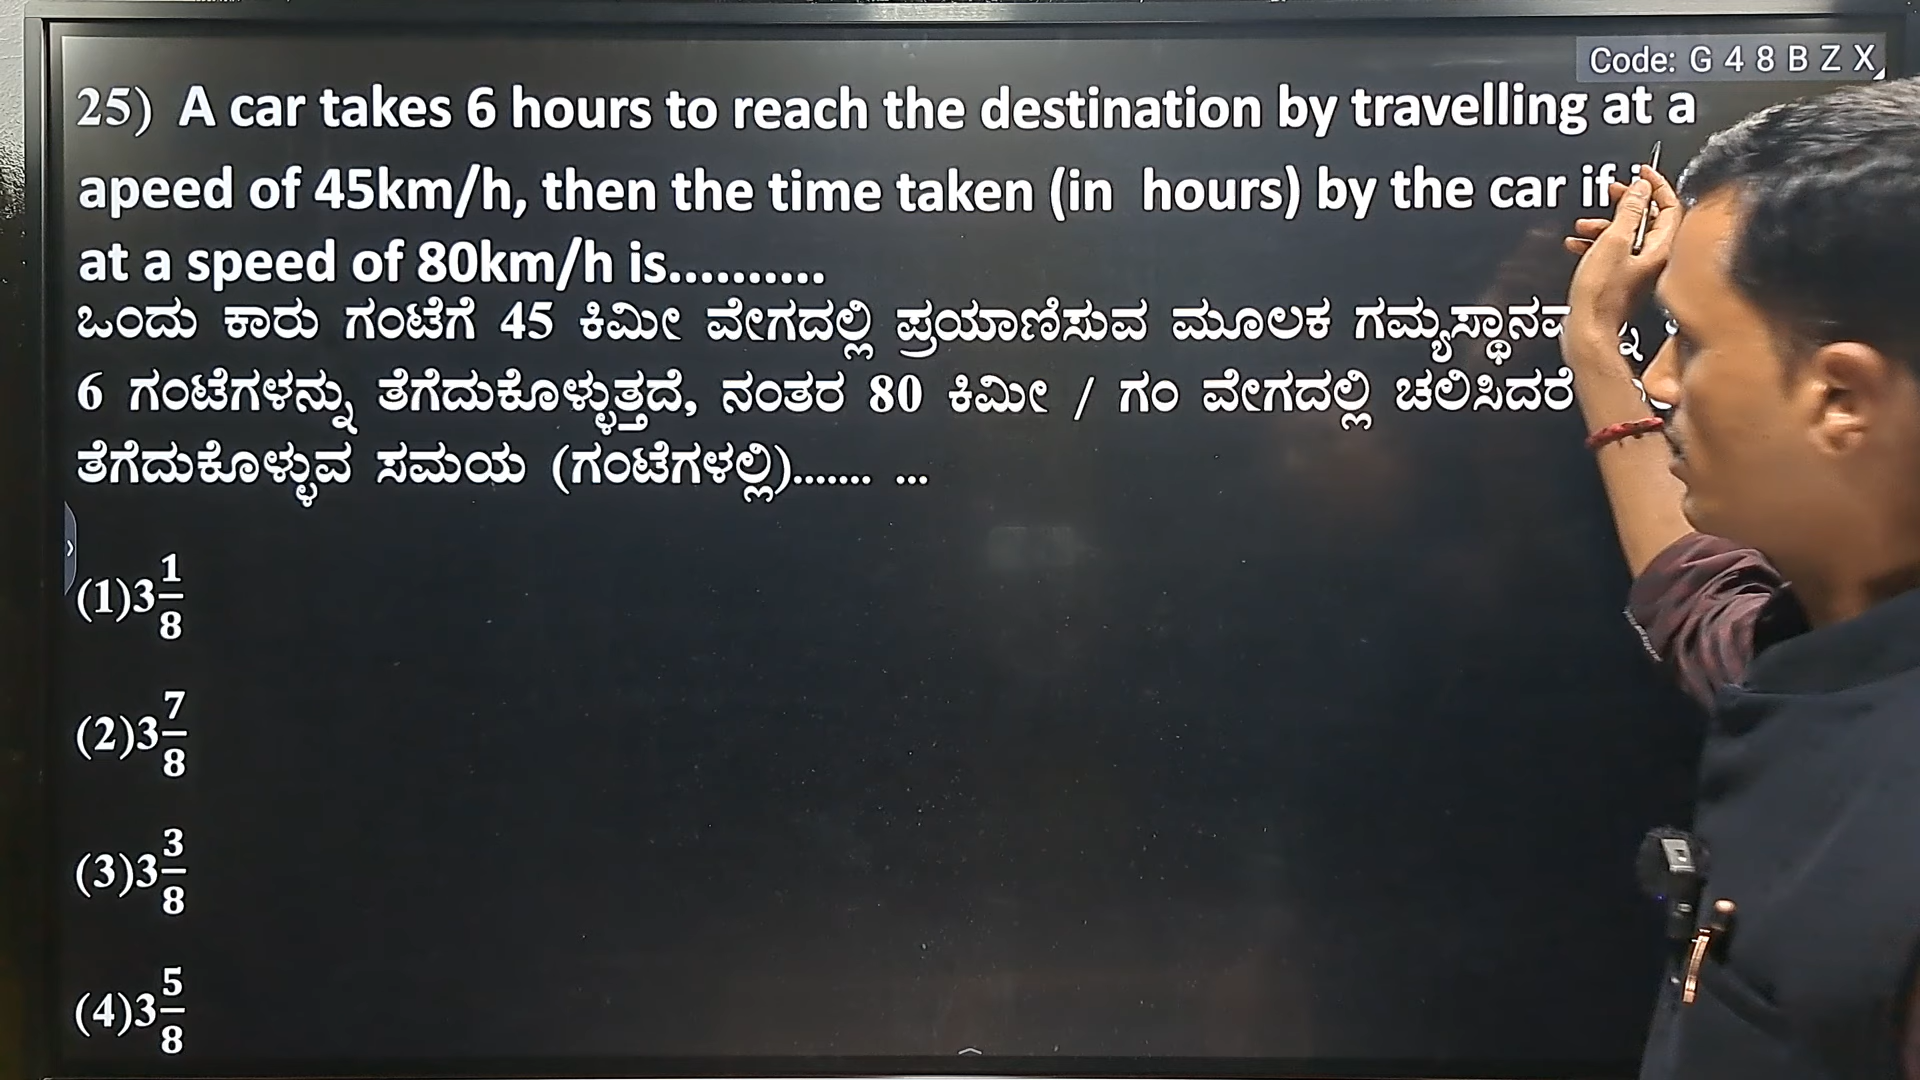 Code: G 4 8 B Z X
25) A car takes 6 hours to reach the destination by travelling at a
apeed of 45km/h, then the time taken (in hours) by the car if
at a speed of 80km/h is..........
ಒಂದು ಕಾರು ಗಂಟೆಗೆ 45 ಕಿಮೀ ವೇಗದಲ್ಲಿ ಪ್ರಯಾಣಿಸುವ ಮೂಲಕ
6 ಗಂಟೆಗಳನ್ನು ತೆಗೆದುಕೊಳ್ಳುತ್ತದೆ, ನಂತರ 80 ಕಿಮೀ / ಗಂ ವೇಗದಲ್ಲಿ ಚಲಿಸಿದರೆ
ತೆಗೆದುಕೊಳ್ಳುವ ಸಮಯ (ಗಂಟೆಗಳಲ್ಲಿ)....... ...
(1)3 1/8
(2)3 7/8
(3)3 3/8
(4)3 5/8